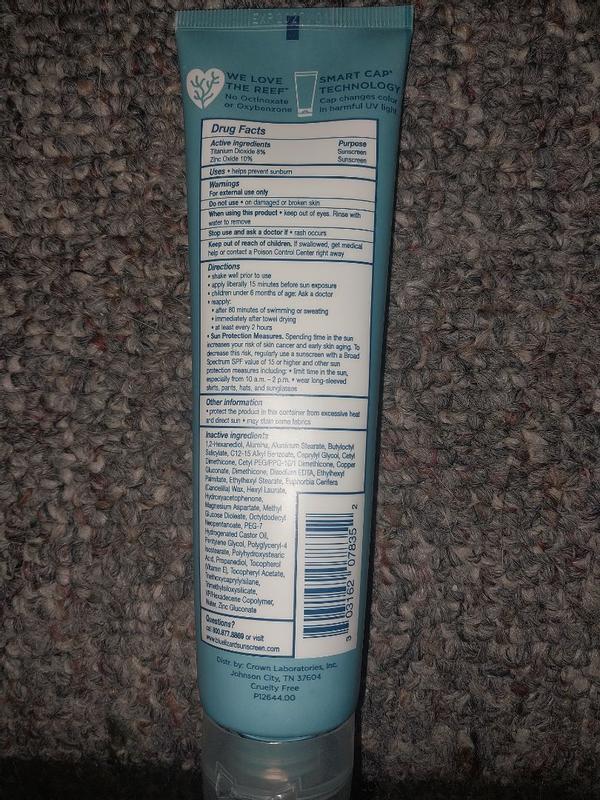 WE LOVE
THE REEF™
No Octinoxate
or Oxybenzone
SMART CAP®
TECHNOLOGY
Cap changes color
in harmful UV light
Drug Facts
Active ingredients Purpose
Titanium Dioxide 8% Sunscreen
Zinc Oxide 10% Sunscreen
Uses • helps prevent sunburn
Warnings
For external use only
Do not use • on damaged or broken skin
When using this product • keep out of eyes. Rinse with
water to remove
Stop use and ask a doctor if • rash occurs
Keep out of reach of children. If swallowed, get medical
help or contact a Poison Control Center right away
Directions
• shake well prior to use
• apply liberally 15 minutes before sun exposure
• children under 6 months of age: Ask a doctor
• reapply:
• after 80 minutes of swimming or sweating
• immediately after towel drying
• at least every 2 hours
• Sun Protection Measures. Spending time in the sun
increases your risk of skin cancer and early skin aging. To
decrease this risk, regularly use a sunscreen with a Broad
Spectrum SPF value of 15 or higher and other sun
protection measures including: • limit time in the sun,
especially from 10 a.m. – 2 p.m. • wear long-sleeved
shirts, pants, hats, and sunglasses
Other information
• protect the product in this container from excessive heat
and direct sun • may stain some fabrics
Inactive ingredients
1,2-Hexanediol, Alumina, Aluminum Stearate, Butyloctyl
Salicylate, C12-15 Alkyl Benzoate, Caprylyl Glycol, Cetyl
Dimethicone, Cetyl PEG/PPG-10/1 Dimethicone, Copper
Gluconate, Dimethicone, Disodium EDTA, Ethylhexyl
Palmitate, Ethylhexyl Stearate, Euphorbia Cerifera
(Candelilla) Wax, Hexyl Laurate,
Hydroxyacetophenone,
Magnesium Aspartate, Methyl
Glucose Dioleate, Octyldodecyl
Neopentanoate, PEG-7
Hydrogenated Castor Oil,
Pentylene Glycol, Polyglyceryl-4
Isostearate, Polyhydroxystearic
Acid, Propanediol, Tocopherol
(Vitamin E), Tocopheryl Acetate,
Triethoxycaprylylsilane,
Trimethylsiloxysilicate,
VP/Hexadecene Copolymer,
Water, Zinc Gluconate
3 03162 07835 2
Questions?
call 800.877.8869 or visit
www.bluelizardsunscreen.com
Distr. by: Crown Laboratories, Inc.
Johnson City, TN 37604
Cruelty Free
P12644.00